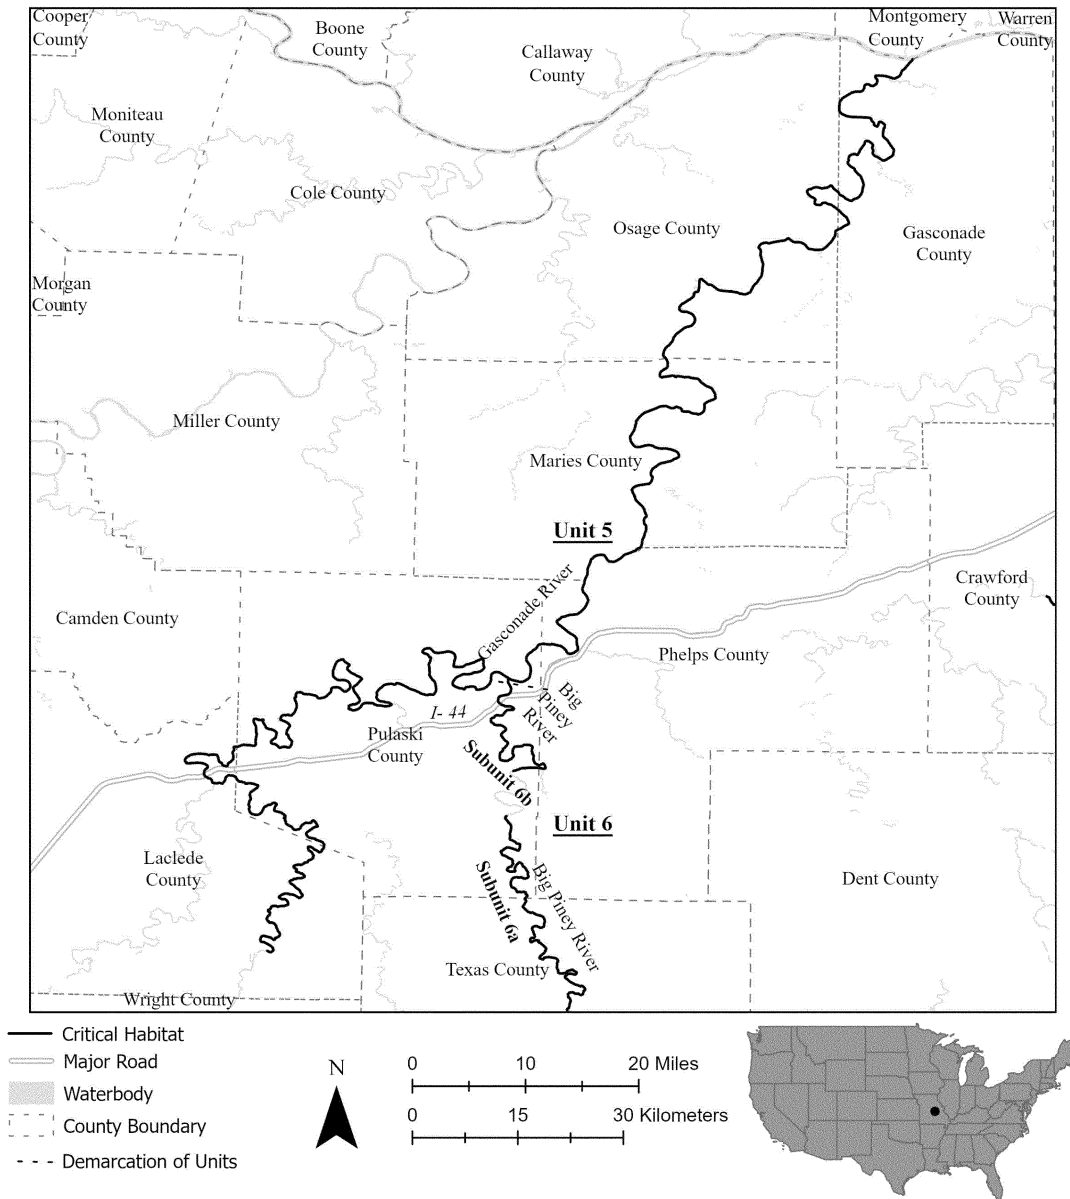 Cooper
County
Boone
County
Callaway
County
Montgomery
County
Warren
County
Moniteau
County
Cole County
Osage County
Gasconade
County
Morgan
County
Miller County
Maries County
Unit 5
Gasconade River
Camden County
Crawford
County
Phelps County
Big
Piney
River
I- 44
Pulaski
County
Subunit 6b
Unit 6
Laclede
County
Subunit 6a
Big Piney River
Dent County
Texas County
Wright County
Critical Habitat
Major Road
Waterbody
County Boundary
Demarcation of Units
N
0 10 20 Miles
0 15 30 Kilometers